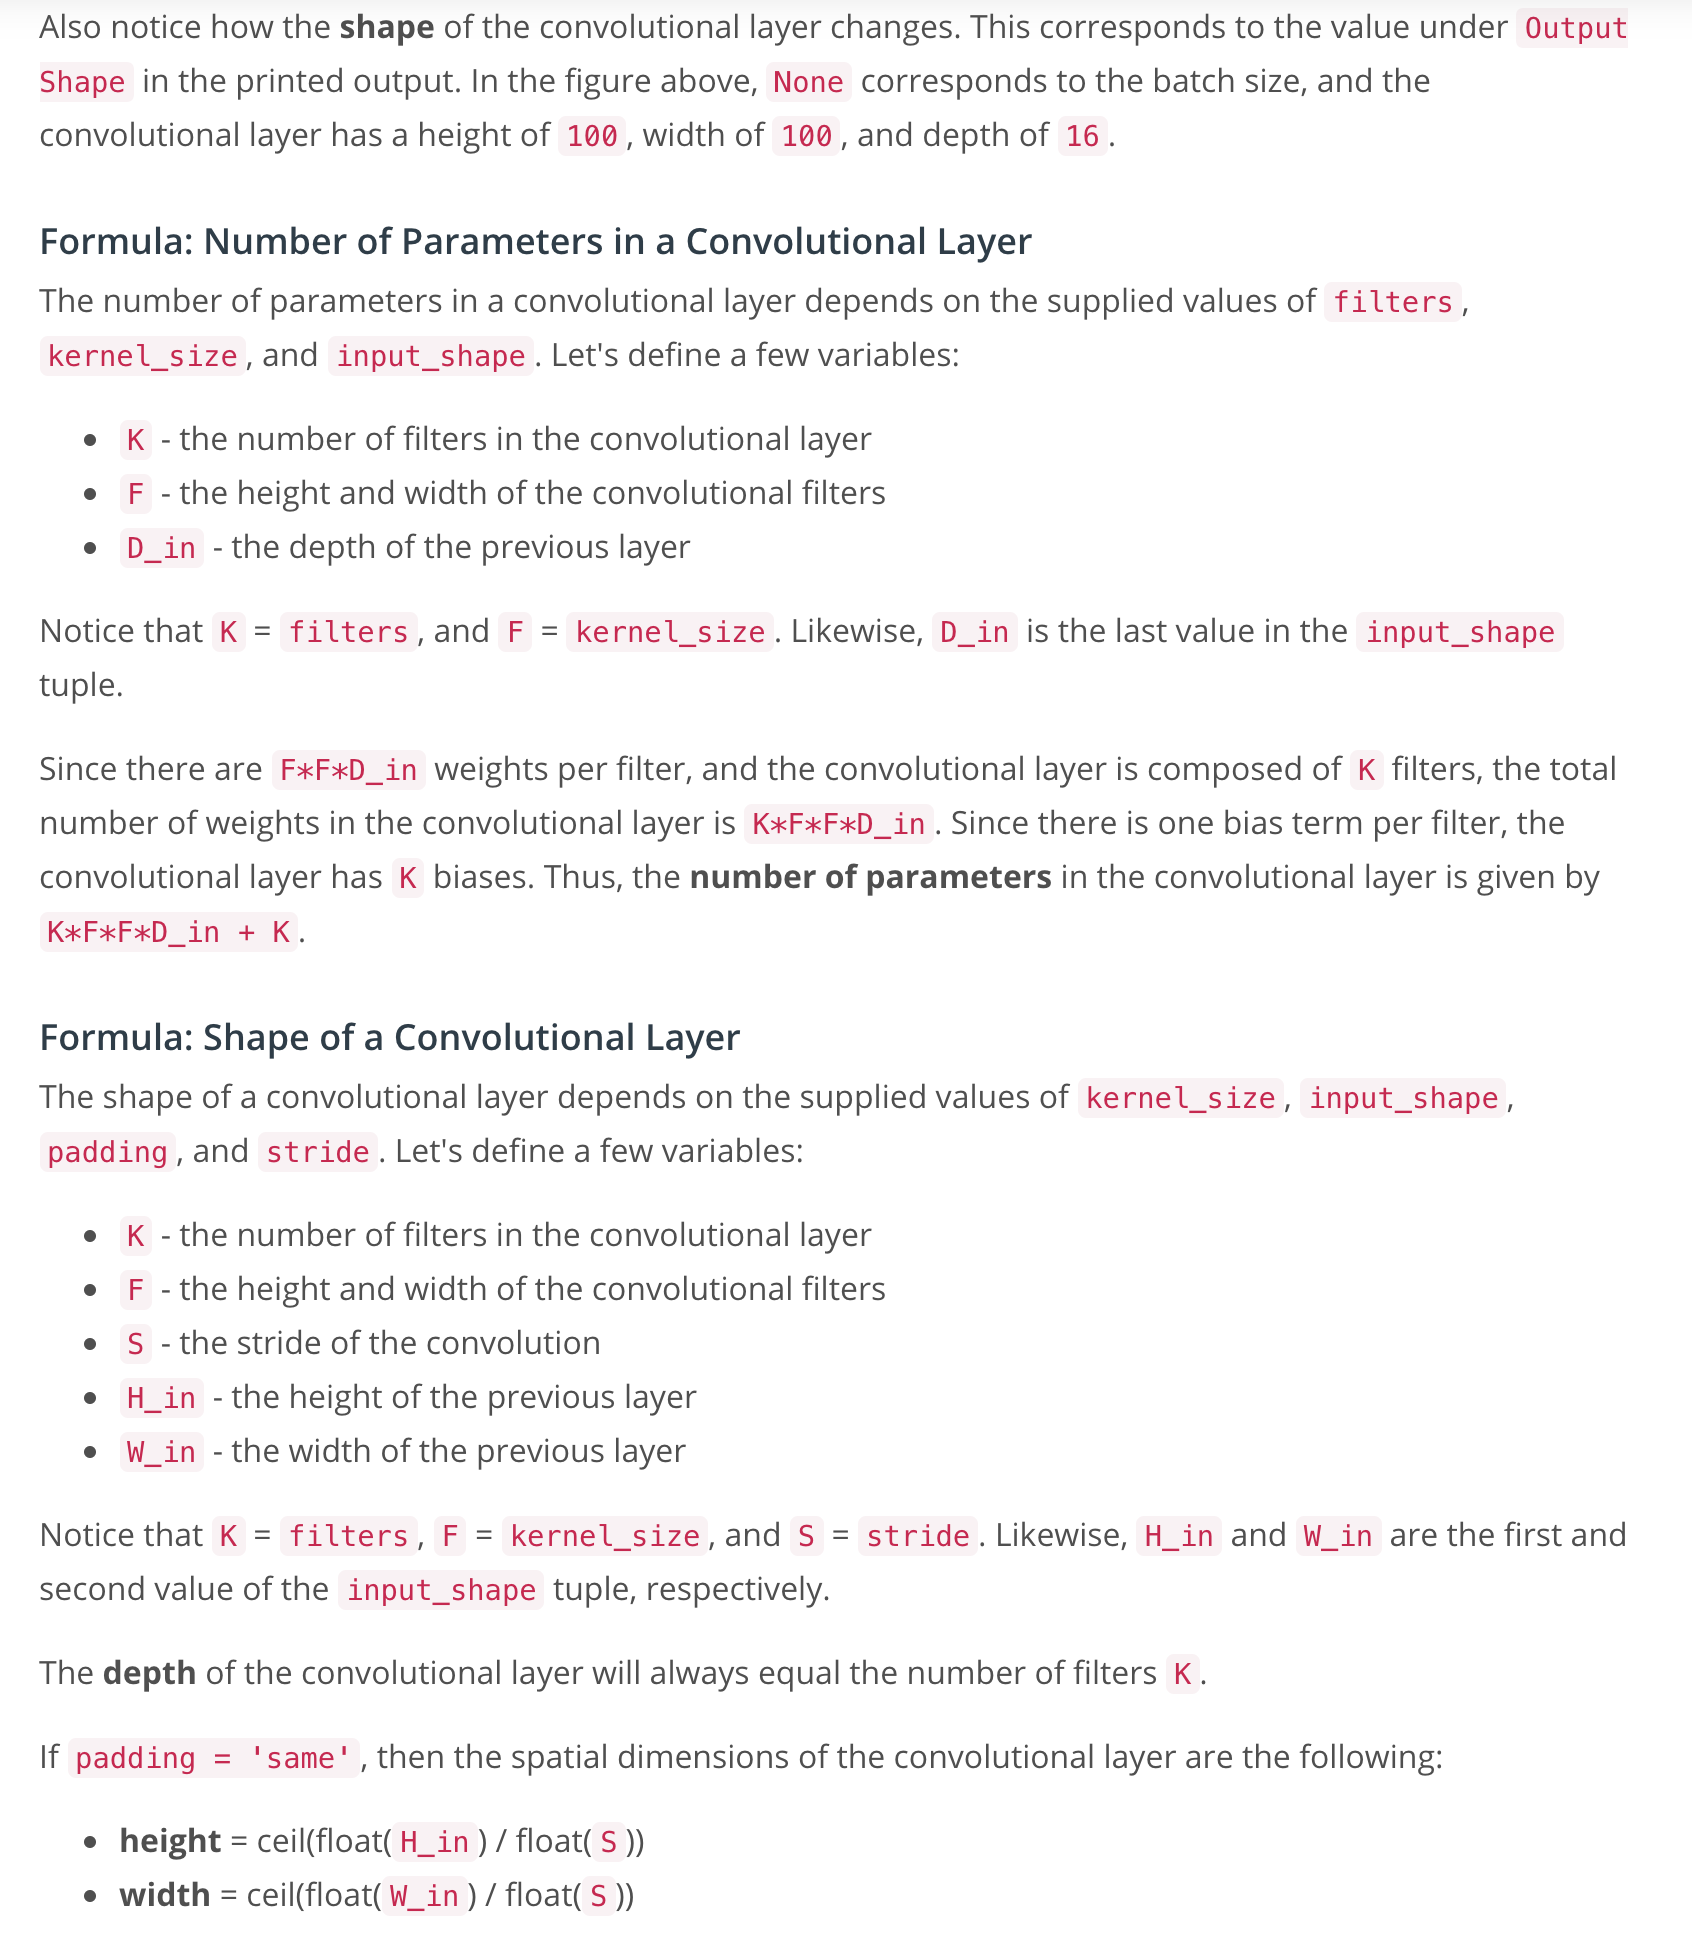 Also notice how the shape of the convolutional layer changes. This corresponds to the value under Output
Shape in the printed output. In the figure above, None corresponds to the batch size, and the
convolutional layer has a height of 100, width of 100, and depth of 16.
Formula: Number of Parameters in a Convolutional Layer
The number of parameters in a convolutional layer depends on the supplied values of filters,
kernel_size, and input_shape. Let's define a few variables:
• K - the number of filters in the convolutional layer
• F - the height and width of the convolutional filters
• D_in - the depth of the previous layer
Notice that K = filters, and F = kernel_size. Likewise, D_in is the last value in the input_shape
tuple.
Since there are F*F*D_in weights per filter, and the convolutional layer is composed of K filters, the total
number of weights in the convolutional layer is K*F*F*D_in. Since there is one bias term per filter, the
convolutional layer has K biases. Thus, the number of parameters in the convolutional layer is given by
K*F*F*D_in + K.
Formula: Shape of a Convolutional Layer
The shape of a convolutional layer depends on the supplied values of kernel_size, input_shape,
padding, and stride. Let's define a few variables:
• K - the number of filters in the convolutional layer
• F - the height and width of the convolutional filters
• S - the stride of the convolution
• H_in - the height of the previous layer
• W_in - the width of the previous layer
Notice that K = filters, F = kernel_size, and S = stride. Likewise, H_in and W_in are the first and
second value of the input_shape tuple, respectively.
The depth of the convolutional layer will always equal the number of filters K.
If padding = 'same', then the spatial dimensions of the convolutional layer are the following:
• height = ceil(float(H_in) / float(S))
• width = ceil(float(W_in) / float(S))